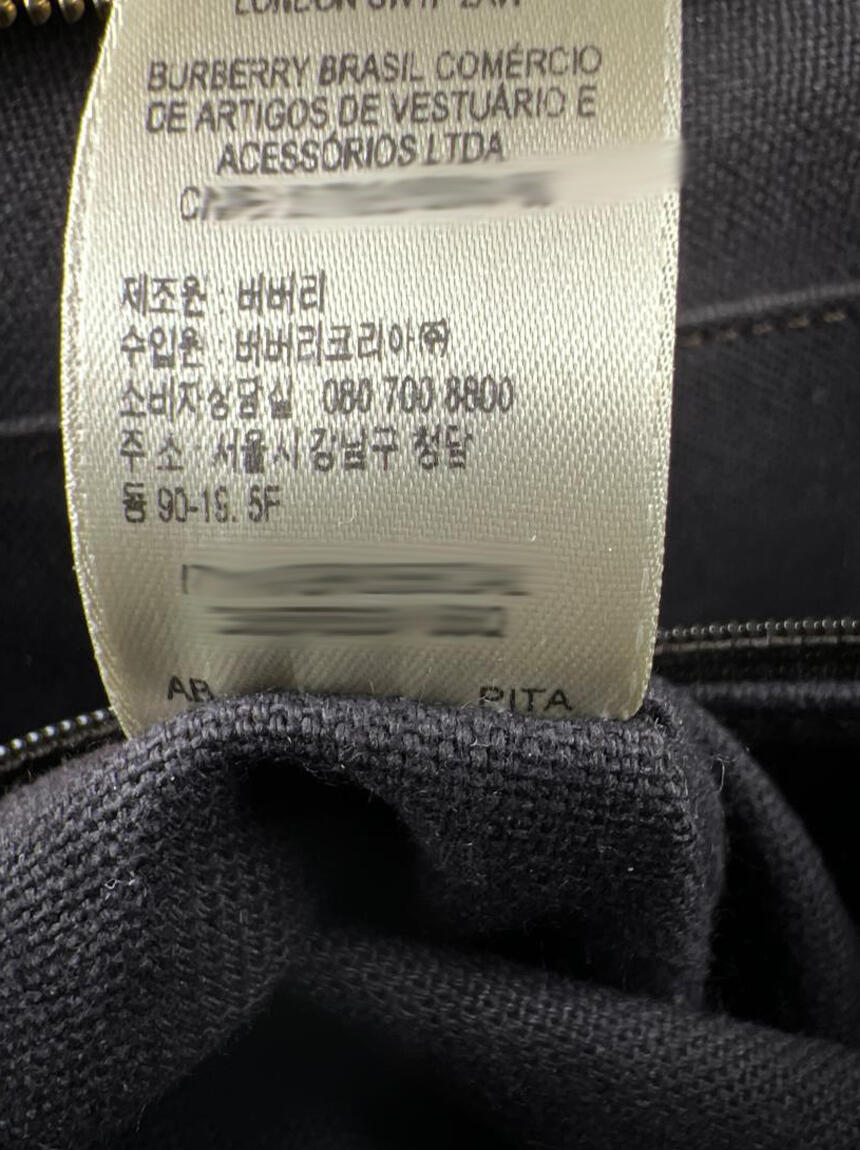 BURBERRY BRASIL COMÉRCIO
DE ARTIGOS DE VESTUÁRIO E
ACESSÓRIOS LTDA
제조원 : 버버리
수입원 : 버버리코리아㈜
소비자상담실 080 700 8800
주 소 : 서울시강남구 청담
동 90-19. 5F